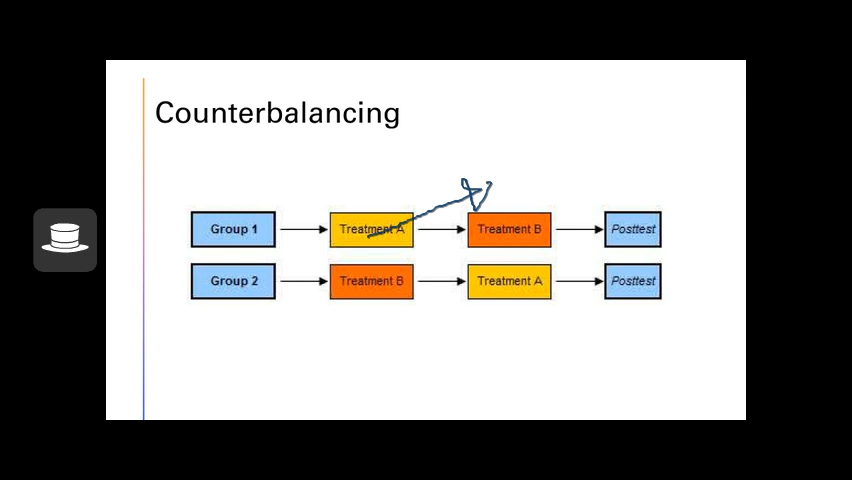 Counterbalancing
Group 1 Treatment A Treatment B Posttest
Group 2 Treatment B Treatment A Posttest